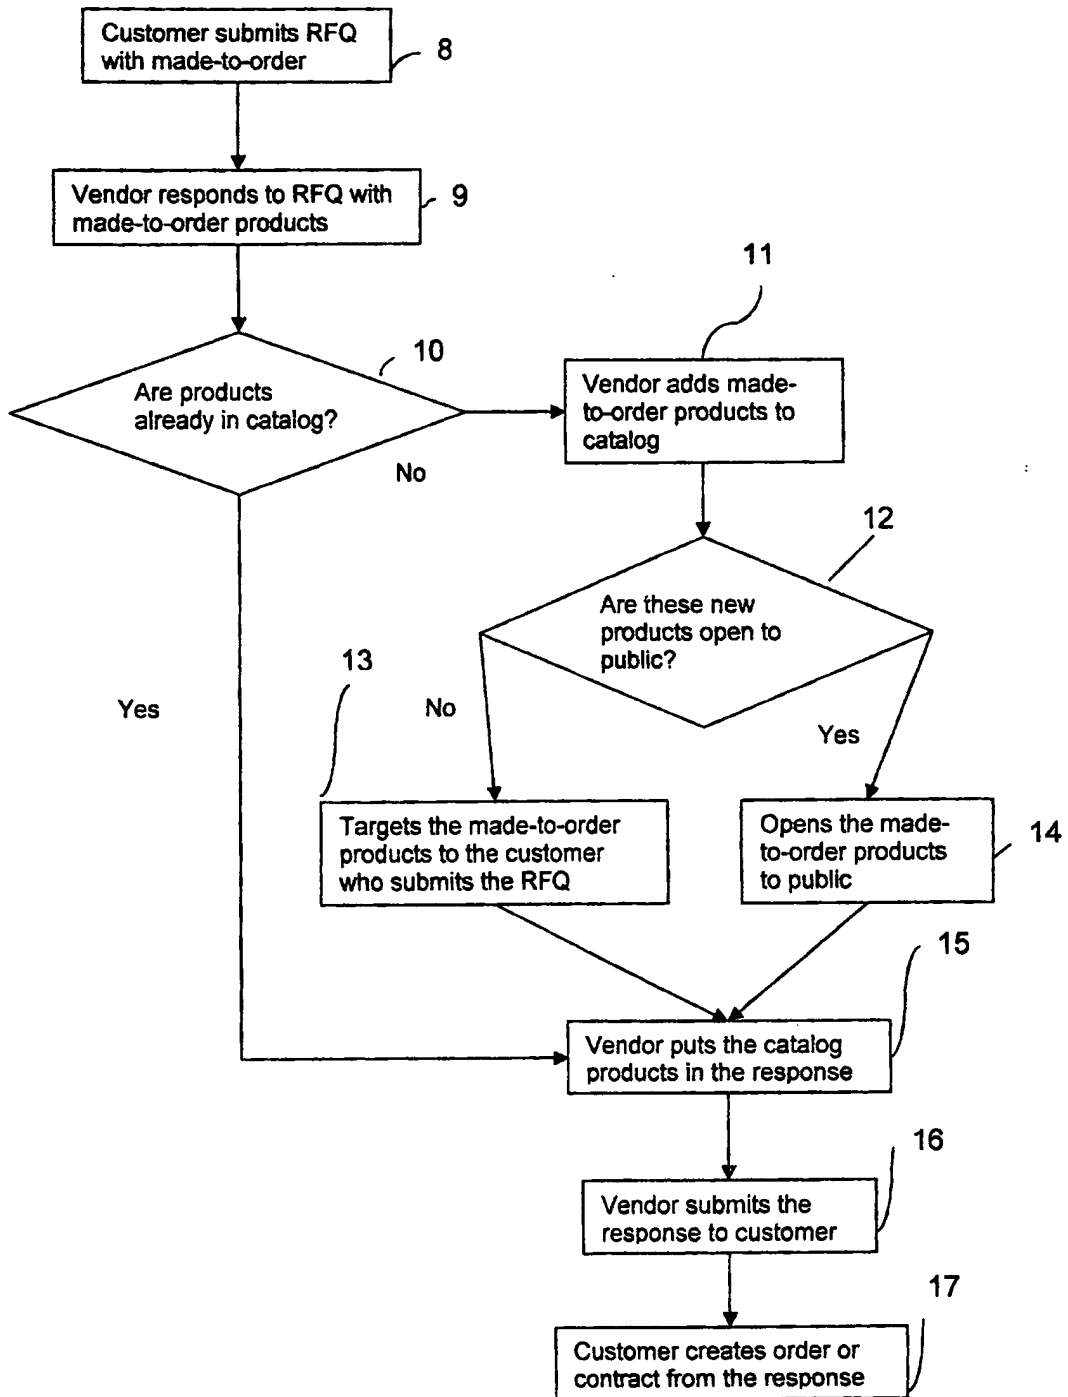 Customer submits RFQ
with made-to-order
8
Vendor responds to RFQ with
made-to-order products
9
11
10
Are products
already in catalog?
Vendor adds made-
to-order products to
catalog
No
12
Are these new
products open to
public?
13
No
Yes
Yes
Targets the made-to-order
products to the customer
who submits the RFQ
Opens the made-
to-order products
to public
14
15
Vendor puts the catalog
products in the response
16
Vendor submits the
response to customer
17
Customer creates order or
contract from the response